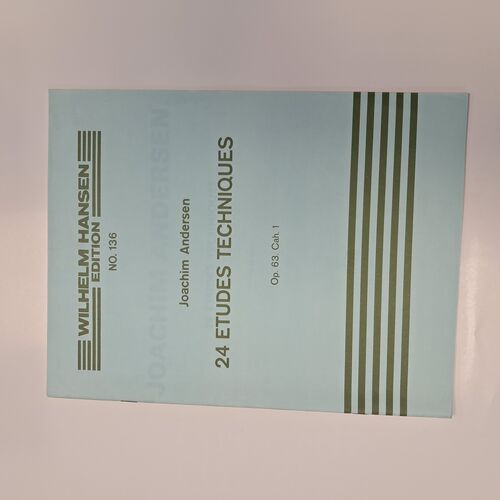 WILHELM HANSEN
EDITION
NO. 136
JOACHIM ANDERSEN
Joachim Andersen
24 ETUDES TECHNIQUES
Op. 63. Cah. 1